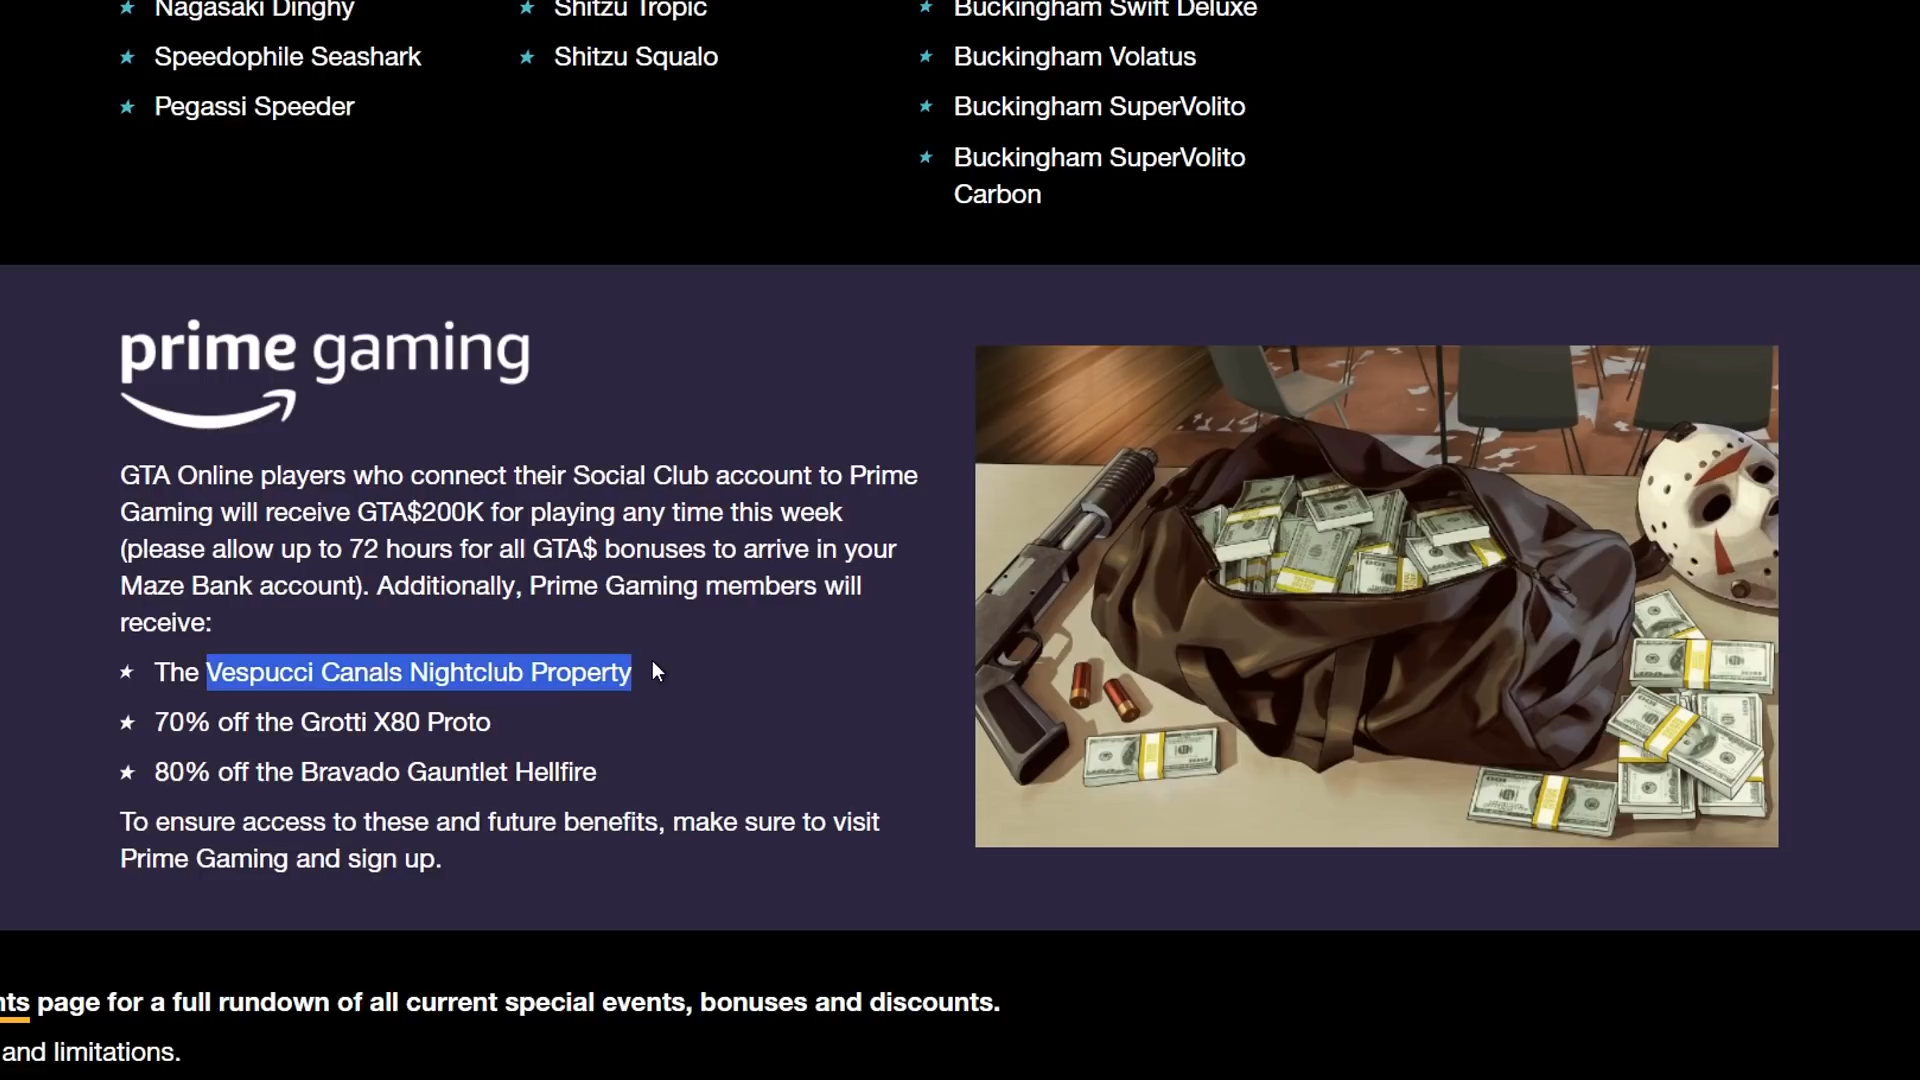 Nagasaki Dinghy
Speedophile Seashark
Pegassi Speeder
Shitzu Tropic
Shitzu Squalo
Buckingham Swift Deluxe
Buckingham Volatus
Buckingham SuperVolito
Buckingham SuperVolito
Carbon
prime gaming
GTA Online players who connect their Social Club account to Prime
Gaming will receive GTA$200K for playing any time this week
(please allow up to 72 hours for all GTA$ bonuses to arrive in your
Maze Bank account). Additionally, Prime Gaming members will
receive:
The Vespucci Canals Nightclub Property
70% off the Grotti X80 Proto
80% off the Bravado Gauntlet Hellfire
To ensure access to these and future benefits, make sure to visit
Prime Gaming and sign up.
nts page for a full rundown of all current special events, bonuses and discounts.
and limitations.